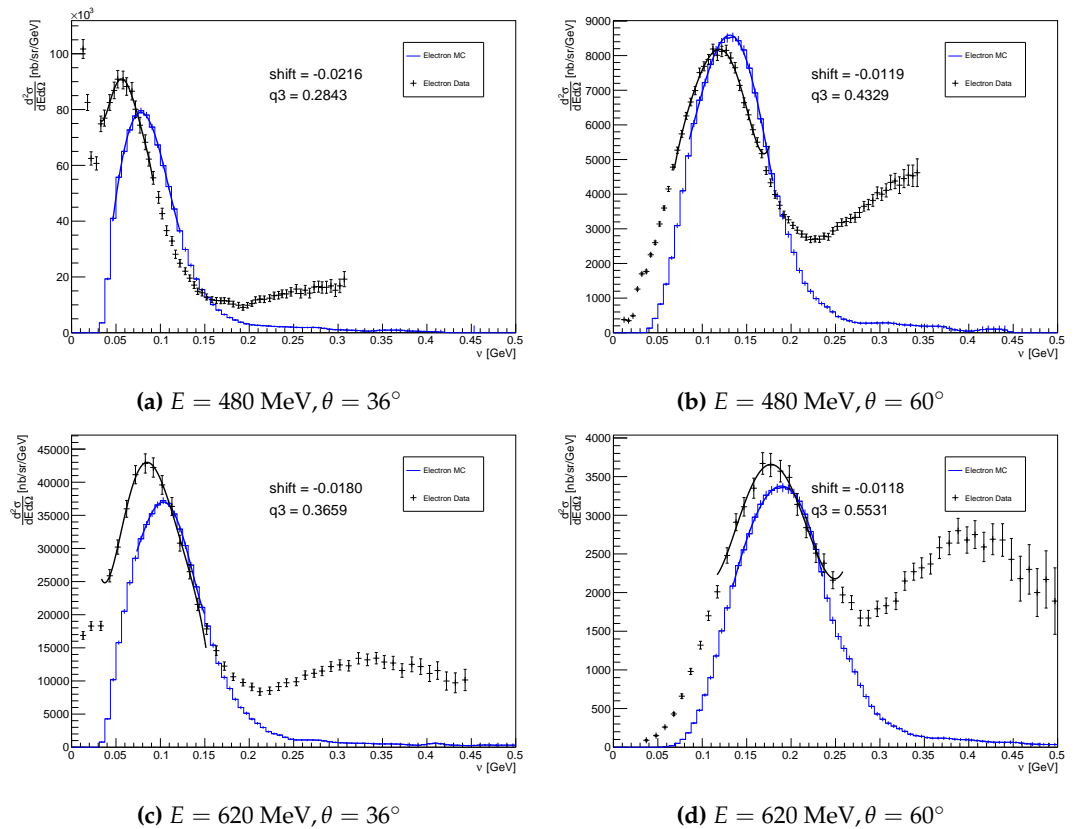 ×10³
100
80
60
40
20
0
d²σ/dEdΩ [nb/sr/GeV]
Electron MC
Electron Data
shift = -0.0216
q3 = 0.2843
0 0.05 0.1 0.15 0.2 0.25 0.3 0.35 0.4 0.45 0.5
ν [GeV]
(a) E = 480 MeV, θ = 36°
9000
8000
7000
6000
5000
4000
3000
2000
1000
0
d²σ/dEdΩ [nb/sr/GeV]
Electron MC
Electron Data
shift = -0.0119
q3 = 0.4329
0 0.05 0.1 0.15 0.2 0.25 0.3 0.35 0.4 0.45 0.5
ν [GeV]
(b) E = 480 MeV, θ = 60°
45000
40000
35000
30000
25000
20000
15000
10000
5000
0
d²σ/dEdΩ [nb/sr/GeV]
Electron MC
Electron Data
shift = -0.0180
q3 = 0.3659
0 0.05 0.1 0.15 0.2 0.25 0.3 0.35 0.4 0.45 0.5
ν [GeV]
(c) E = 620 MeV, θ = 36°
4000
3500
3000
2500
2000
1500
1000
500
0
d²σ/dEdΩ [nb/sr/GeV]
Electron MC
Electron Data
shift = -0.0118
q3 = 0.5531
0 0.05 0.1 0.15 0.2 0.25 0.3 0.35 0.4 0.45 0.5
ν [GeV]
(d) E = 620 MeV, θ = 60°